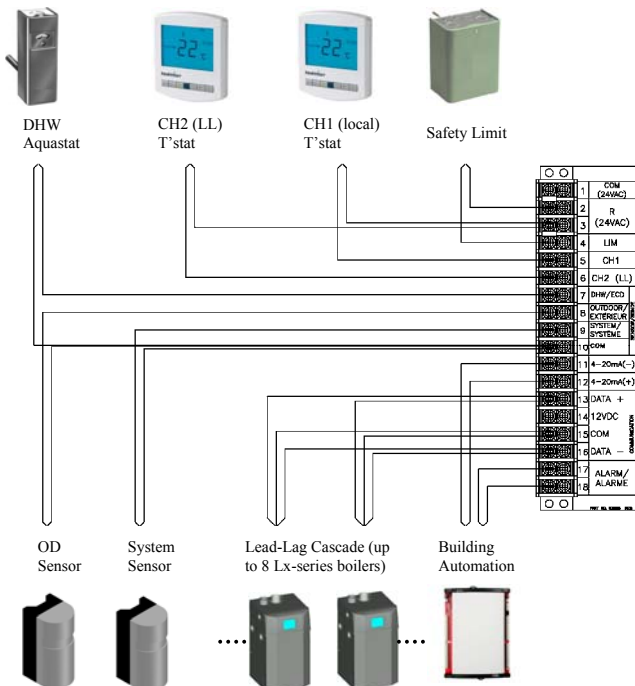 DHW
Aquastat
CH2 (LL)
T'stat
CH1 (local)
T'stat
Safety Limit
1 COM
(24VAC)
2
R
(24VAC)
3
4 LIM
5 CH1
6 CH2 (LL)
7 DHW/ECD
8 OUTDOOR/
EXTÉRIEUR
9 SYSTEM/
SYSTÈME
10 COM
11 4-20mA(-)
12 4-20mA(+)
13 DATA +
14 12VDC
15 COM
16 DATA -
COMMUNICATION
17
ALARM/
ALARME
18
OD
Sensor
System
Sensor
Lead-Lag Cascade (up
to 8 Lx-series boilers)
Building
Automation
22
22